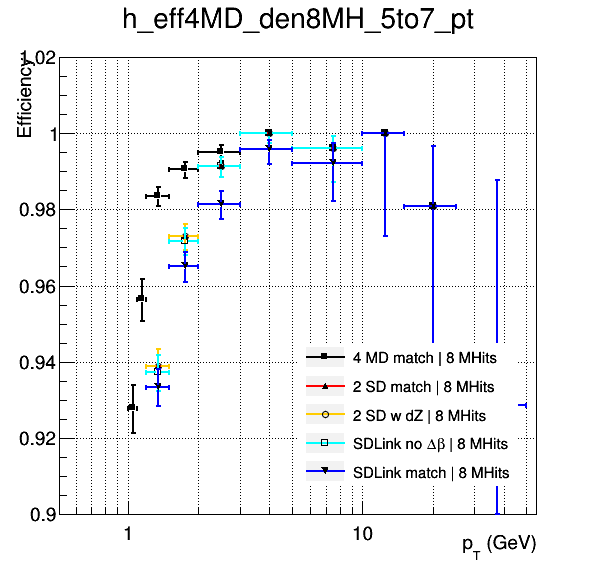 h_eff4MD_den8MH_5to7_pt
Efficiency
1.02
1
0.98
0.96
0.94
0.92
0.9
4 MD match | 8 MHits
2 SD match | 8 MHits
2 SD w dZ | 8 MHits
SDLink no Δβ | 8 MHits
SDLink match | 8 MHits
1
10
p_T (GeV)